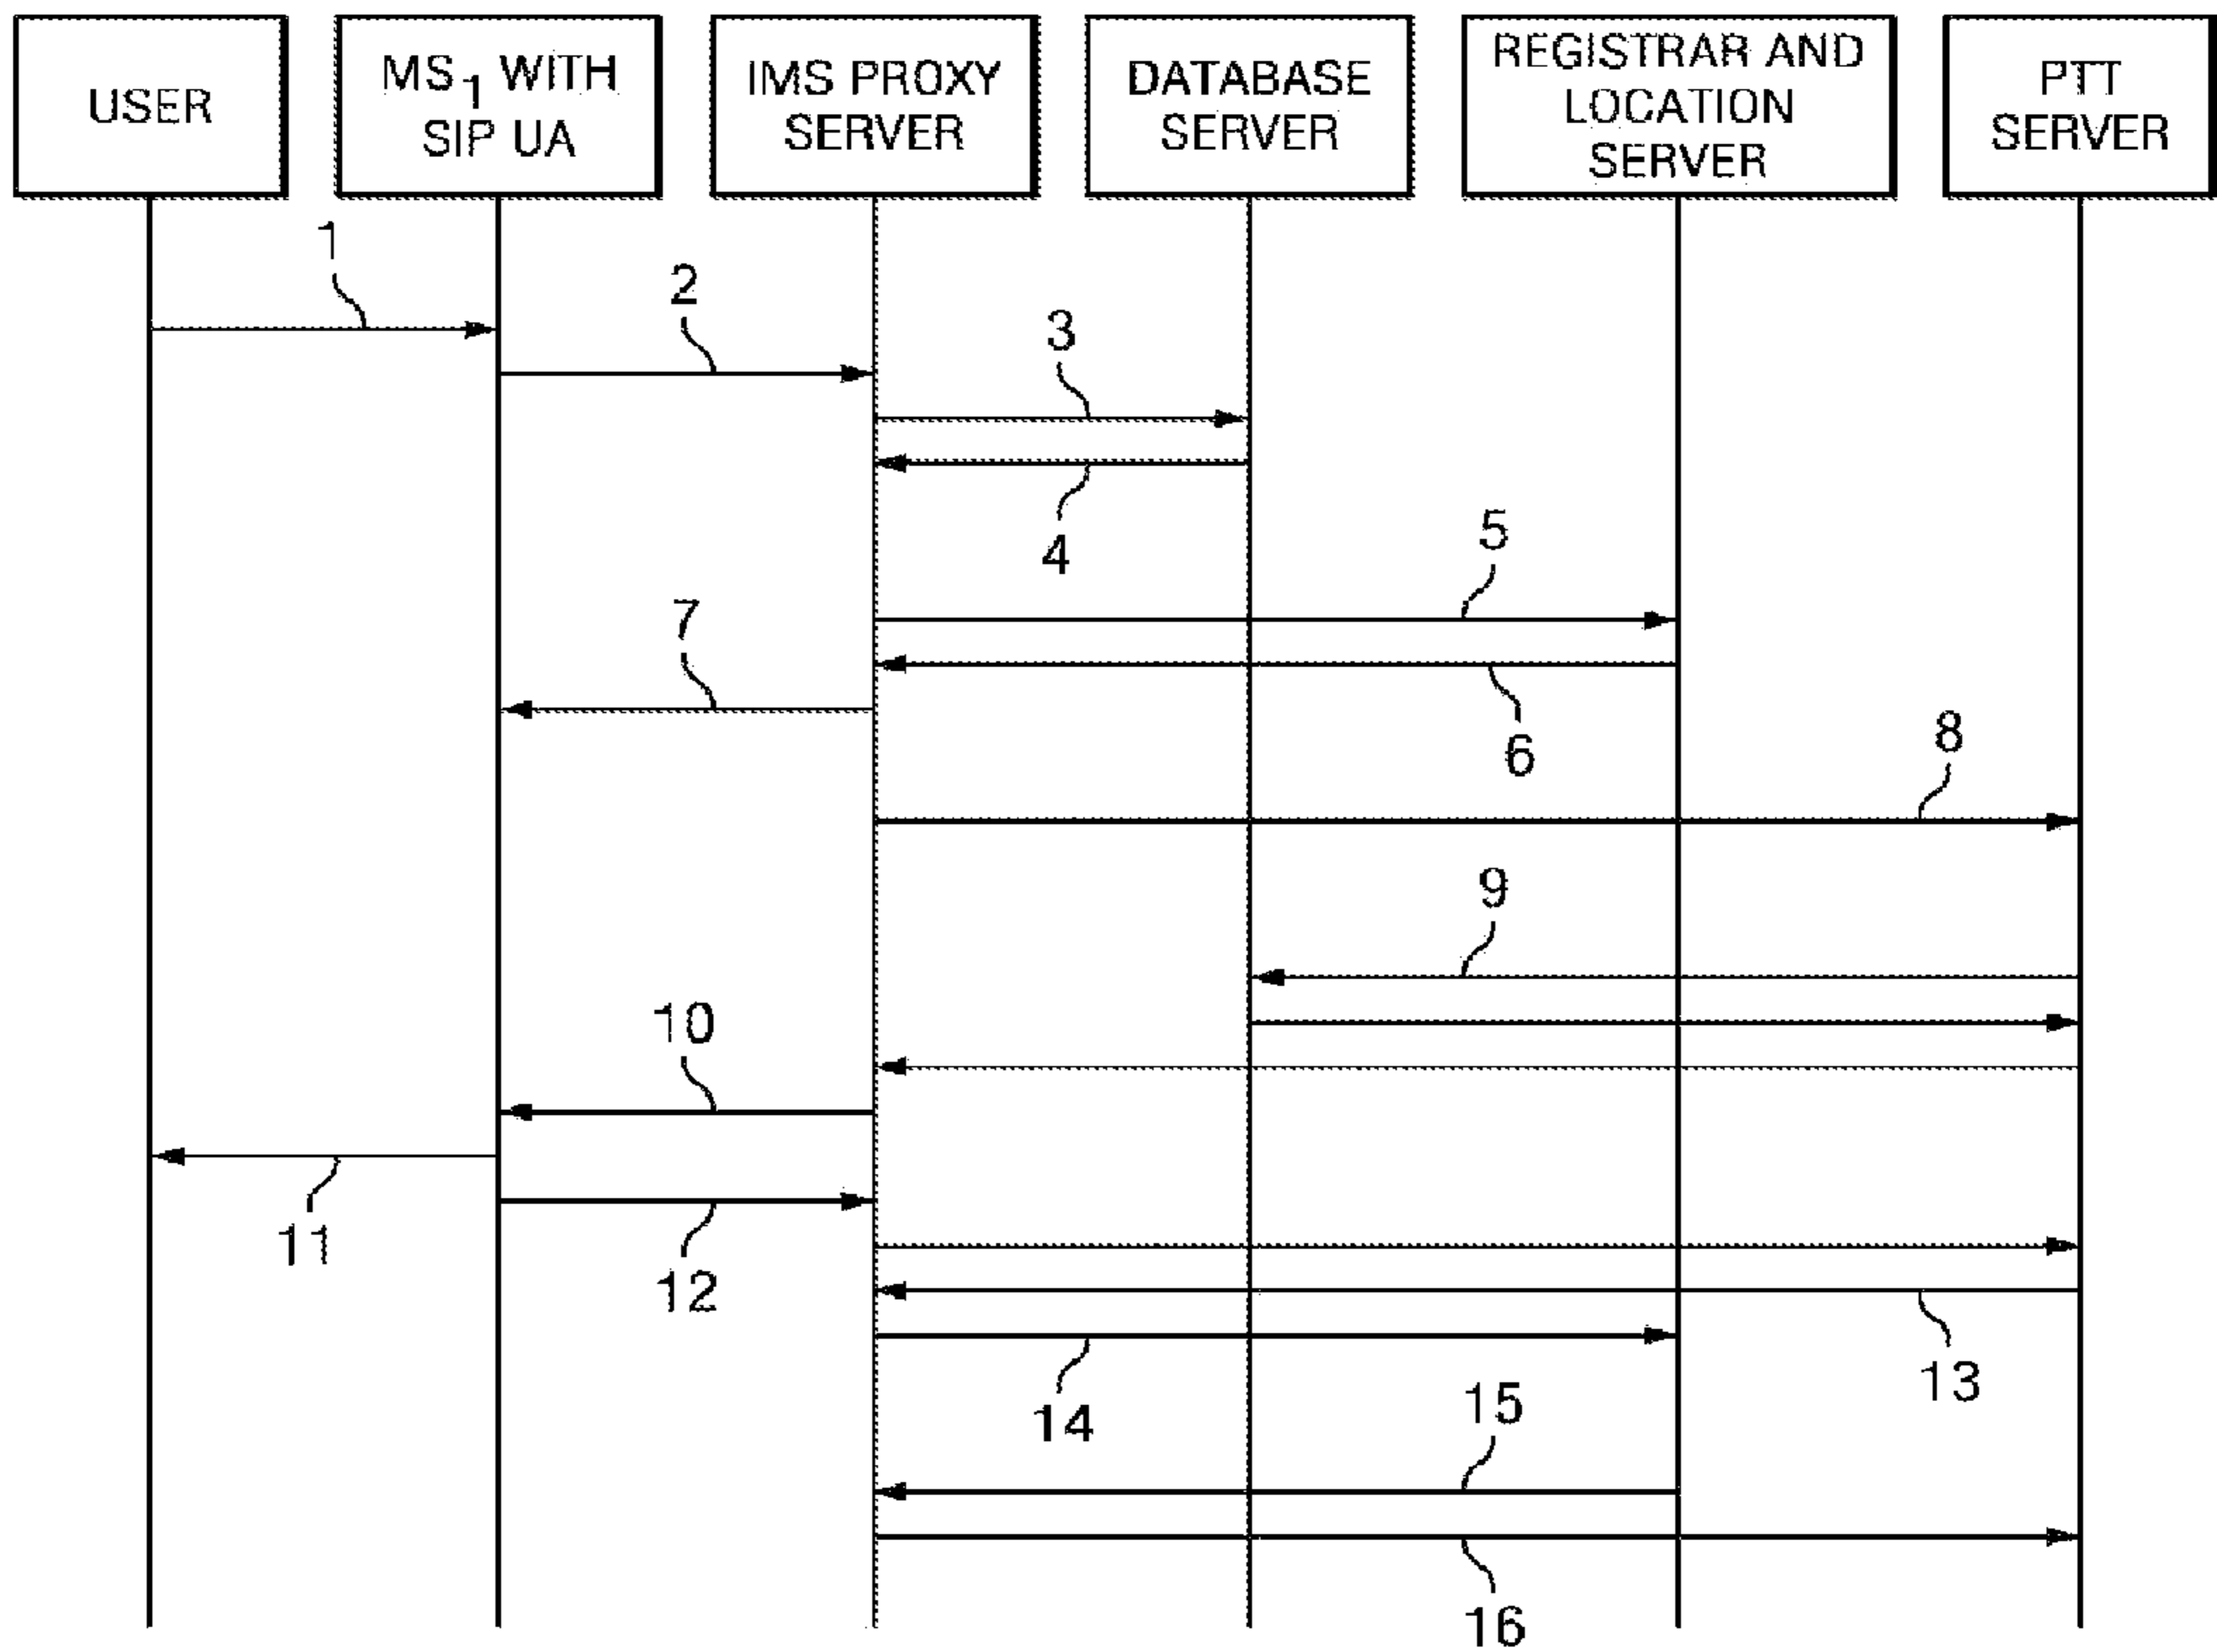 USER
MS1 WITH
SIP UA
IMS PROXY
SERVER
DATABASE
SERVER
REGISTRAR AND
LOCATION
SERVER
PTT
SERVER
1
2
3
4
5
7
6
8
9
10
11
12
13
14
15
16